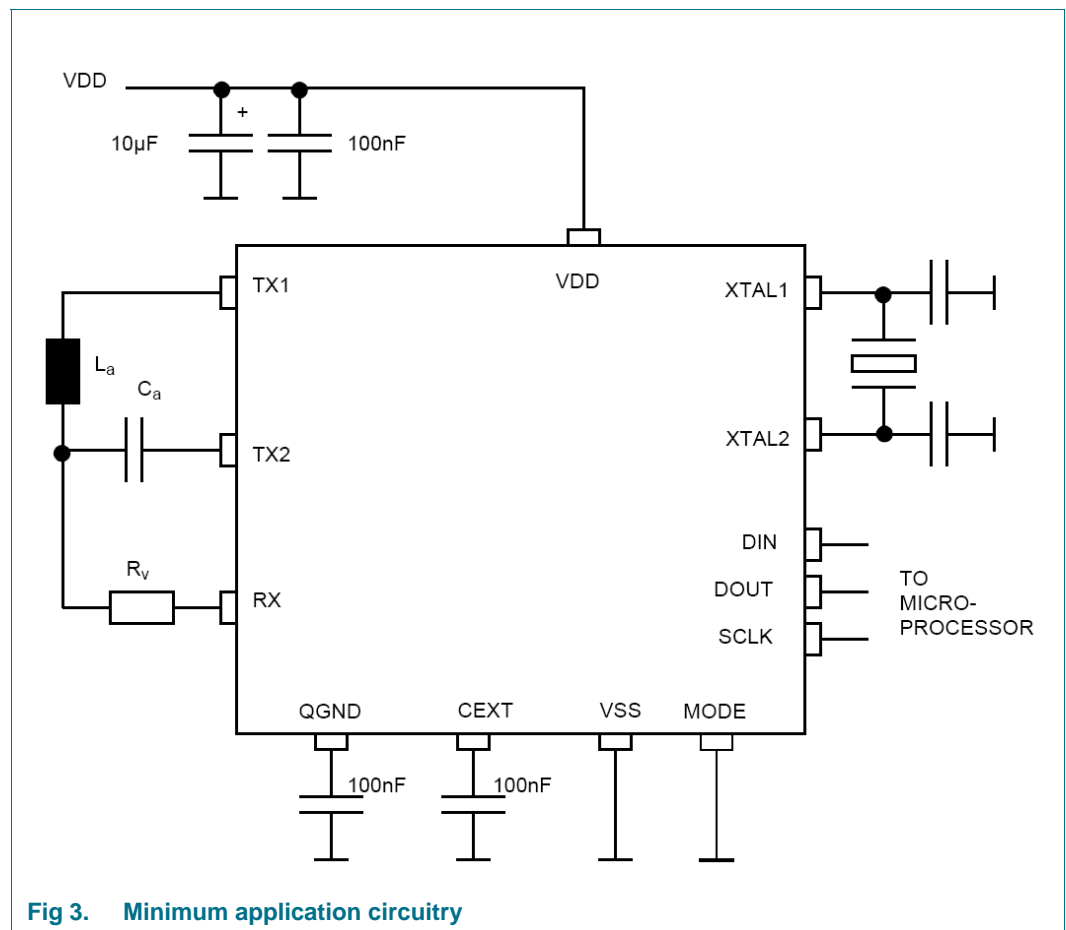 VDD
+
10µF
100nF
TX1
VDD
XTAL1
La
Ca
TX2
XTAL2
DIN
Rv
RX
DOUT
TO
MICRO-
PROCESSOR
SCLK
QGND
CEXT
VSS
MODE
100nF
100nF
Fig 3. Minimum application circuitry